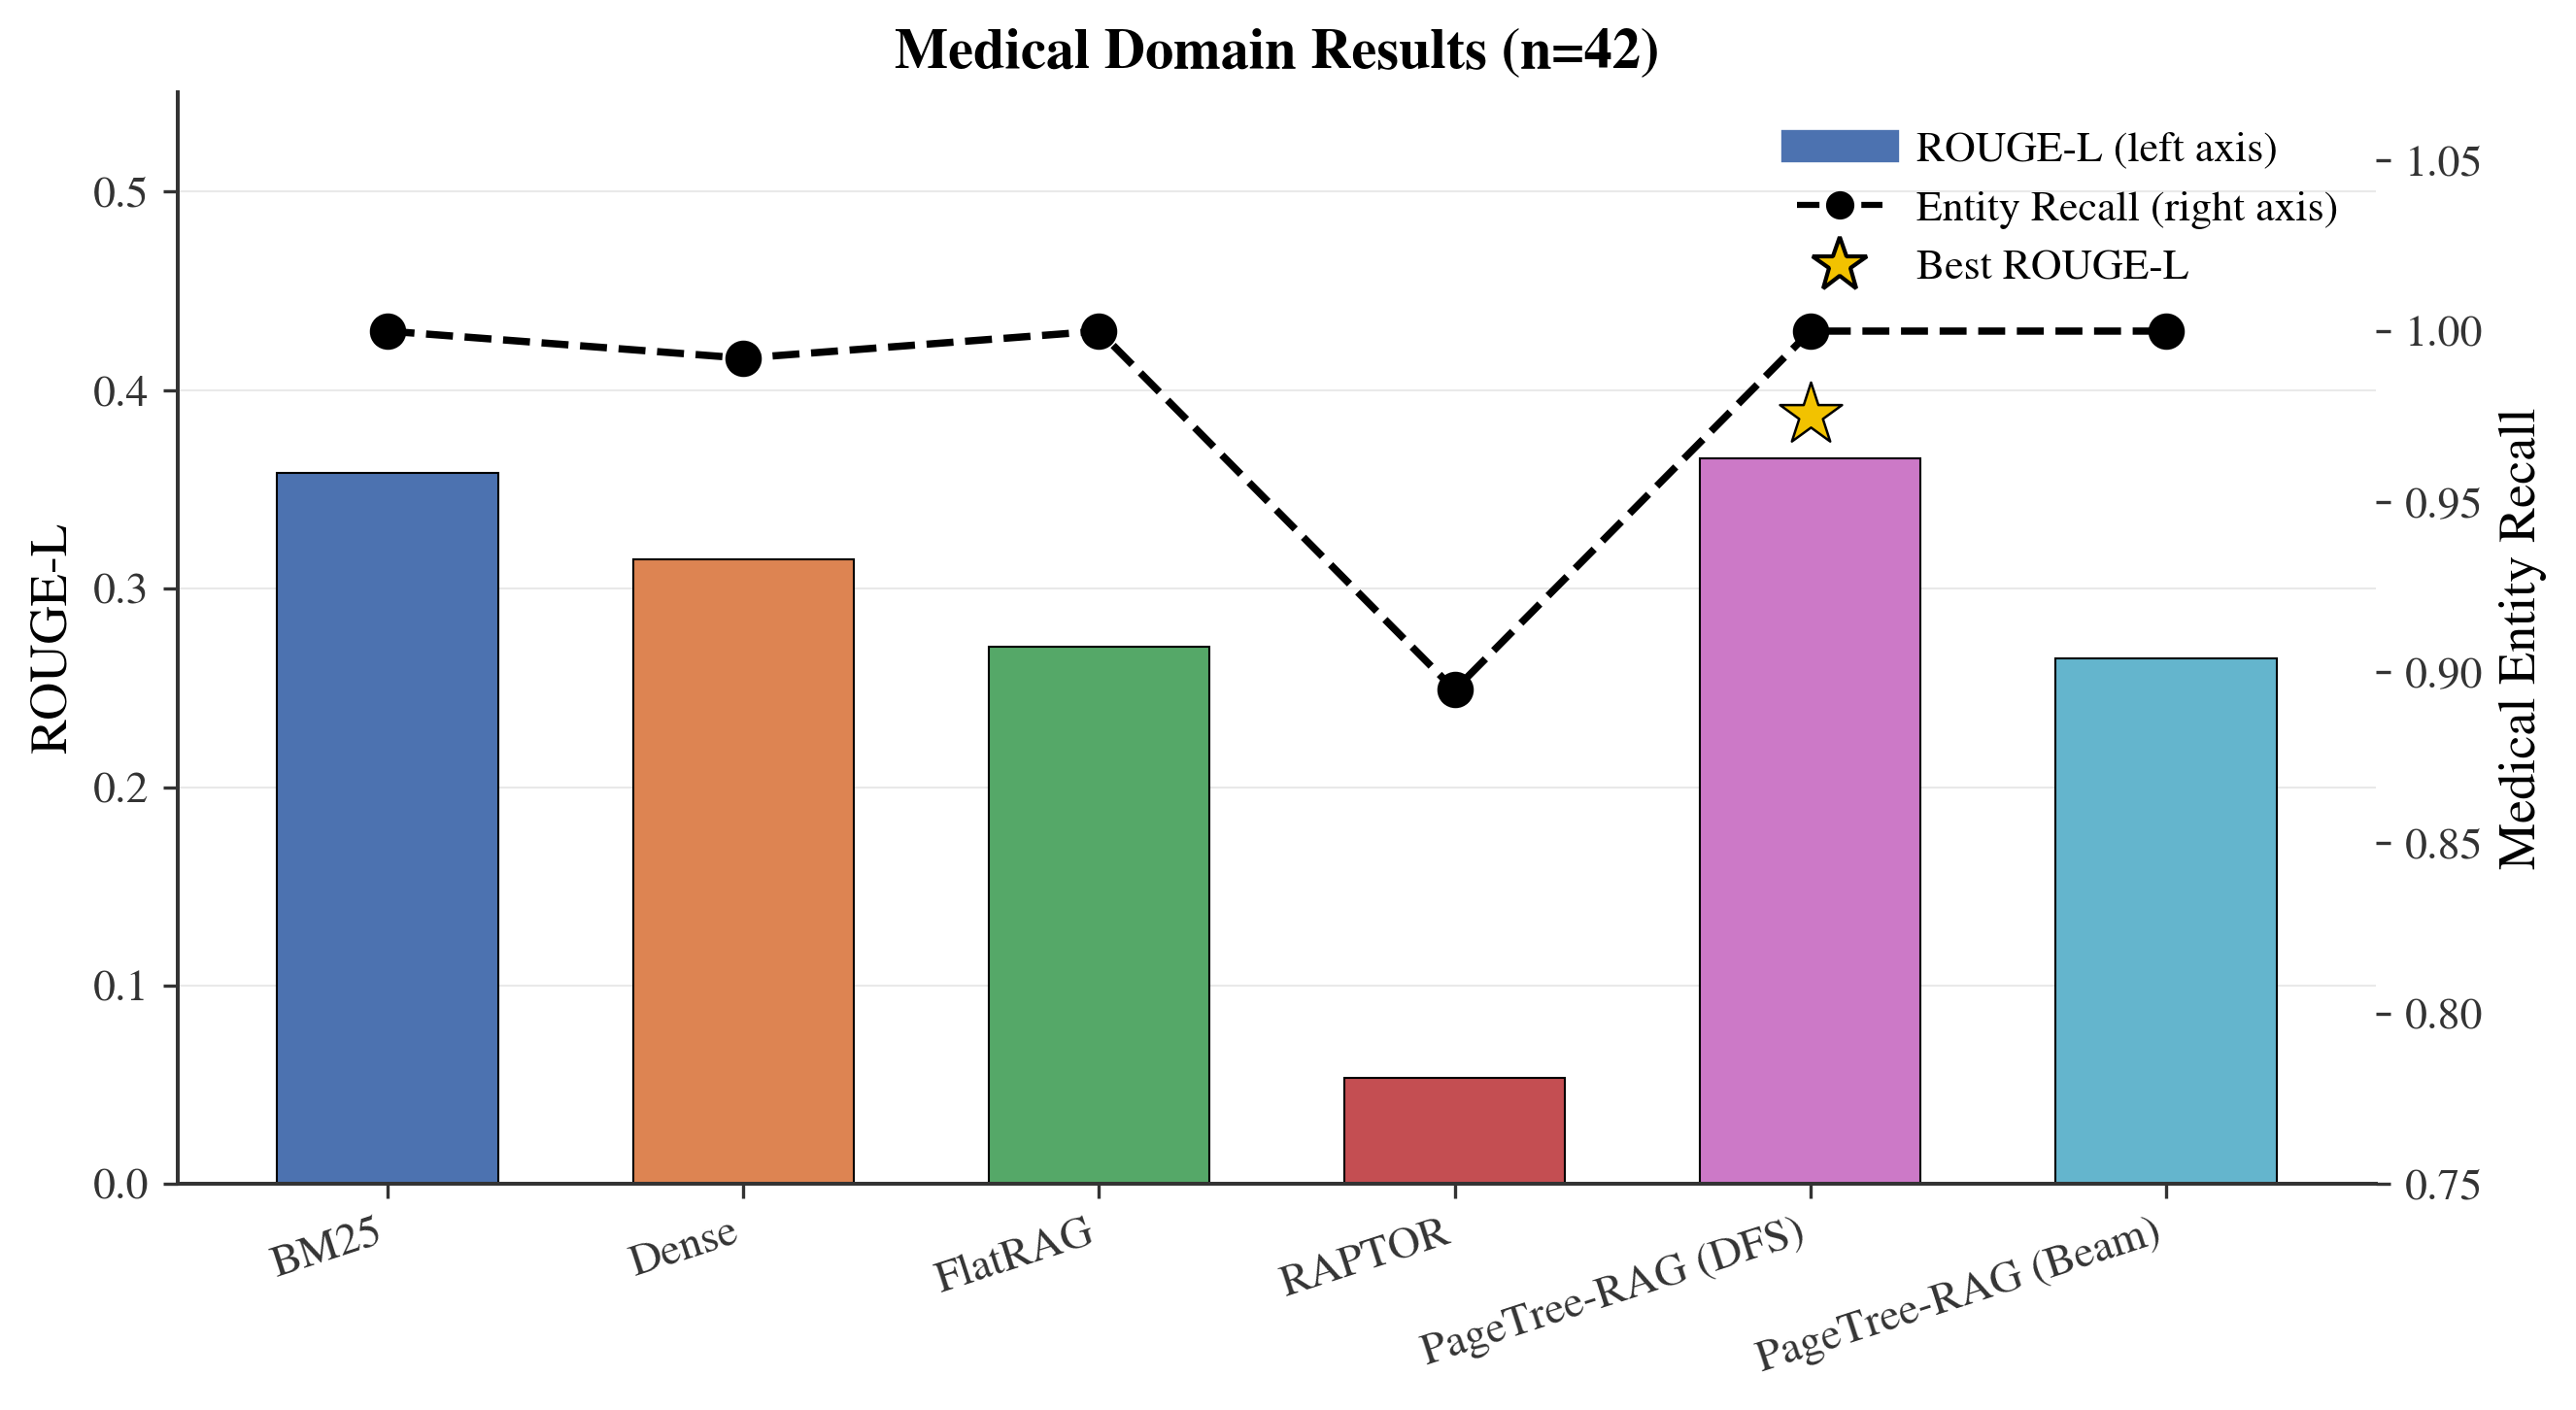 Medical Domain Results (n=42)
ROUGE-L (left axis)
Entity Recall (right axis)
Best ROUGE-L
ROUGE-L
0.5
0.4
0.3
0.2
0.1
0.0
1.05
1.00
0.95
0.90
0.85
0.80
0.75
Medical Entity Recall
BM25
Dense
FlatRAG
RAPTOR
PageTree-RAG (DFS)
PageTree-RAG (Beam)